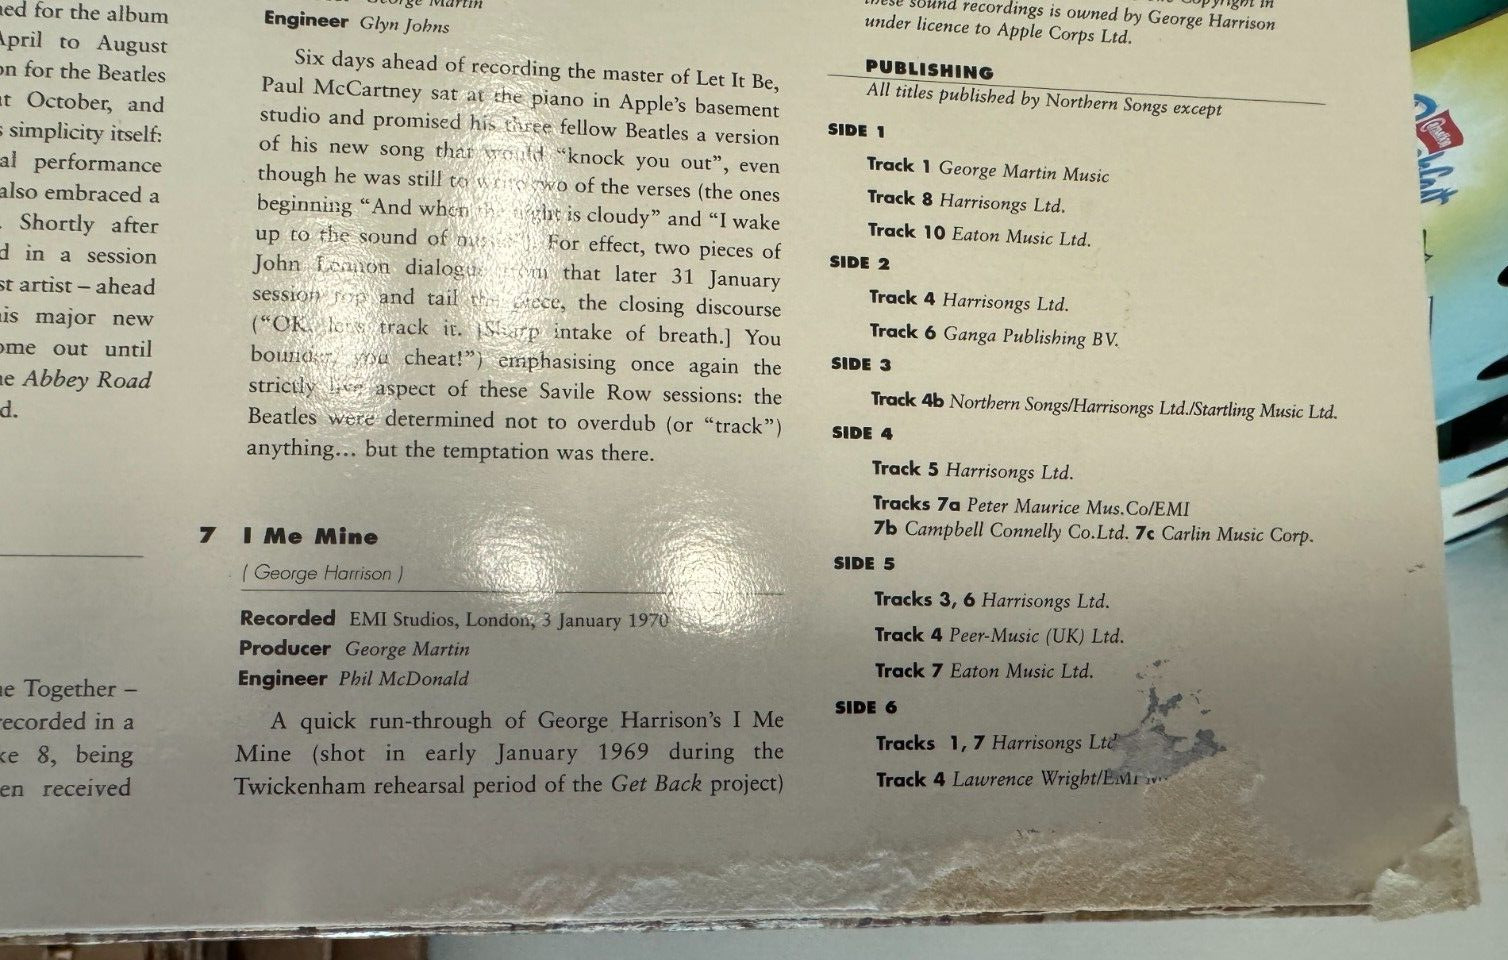 ned for the album
April to August
on for the Beatles
at October, and
s simplicity itself:
al performance
also embraced a
. Shortly after
d in a session
st artist – ahead
is major new
ome out until
e Abbey Road
d.
e Together –
recorded in a
ke 8, being
en received
George Martin
Engineer Glyn Johns
Six days ahead of recording the master of Let It Be,
Paul McCartney sat at the piano in Apple's basement
studio and promised his three fellow Beatles a version
of his new song that would “knock you out”, even
though he was still to write two of the verses (the ones
beginning “And when the night is cloudy” and “I wake
up to the sound of music”). For effect, two pieces of
John Lennon dialogue from that later 31 January
session top and tail the piece, the closing discourse
(“OK, let's track it. [Sharp intake of breath.] You
bounder, you cheat!”) emphasising once again the
strictly live aspect of these Savile Row sessions: the
Beatles were determined not to overdub (or “track”)
anything... but the temptation was there.
7 I Me Mine
( George Harrison )
Recorded EMI Studios, London, 3 January 1970
Producer George Martin
Engineer Phil McDonald
A quick run-through of George Harrison's I Me
Mine (shot in early January 1969 during the
Twickenham rehearsal period of the Get Back project)
these sound recordings is owned by George Harrison
under licence to Apple Corps Ltd.
PUBLISHING
All titles published by Northern Songs except
SIDE 1
Track 1 George Martin Music
Track 8 Harrisongs Ltd.
Track 10 Eaton Music Ltd.
SIDE 2
Track 4 Harrisongs Ltd.
Track 6 Ganga Publishing BV.
SIDE 3
Track 4b Northern Songs/Harrisongs Ltd./Startling Music Ltd.
SIDE 4
Track 5 Harrisongs Ltd.
Tracks 7a Peter Maurice Mus.Co/EMI
7b Campbell Connelly Co.Ltd. 7c Carlin Music Corp.
SIDE 5
Tracks 3, 6 Harrisongs Ltd.
Track 4 Peer-Music (UK) Ltd.
Track 7 Eaton Music Ltd.
SIDE 6
Tracks 1, 7 Harrisongs Ltd
Track 4 Lawrence Wright/EMI